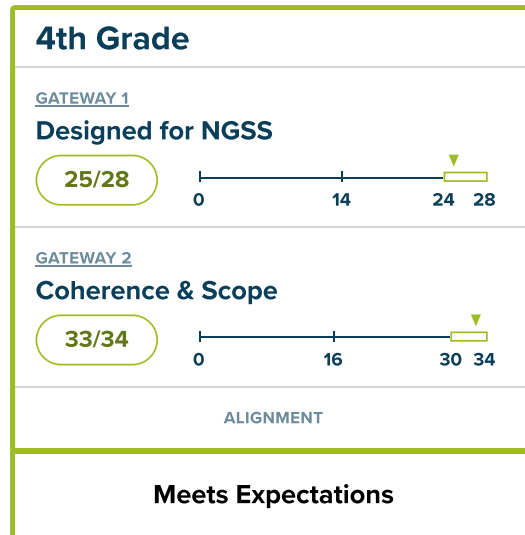 4th Grade
GATEWAY 1
Designed for NGSS
25/28
0 14 24 28
GATEWAY 2
Coherence & Scope
33/34
0 16 30 34
ALIGNMENT
Meets Expectations